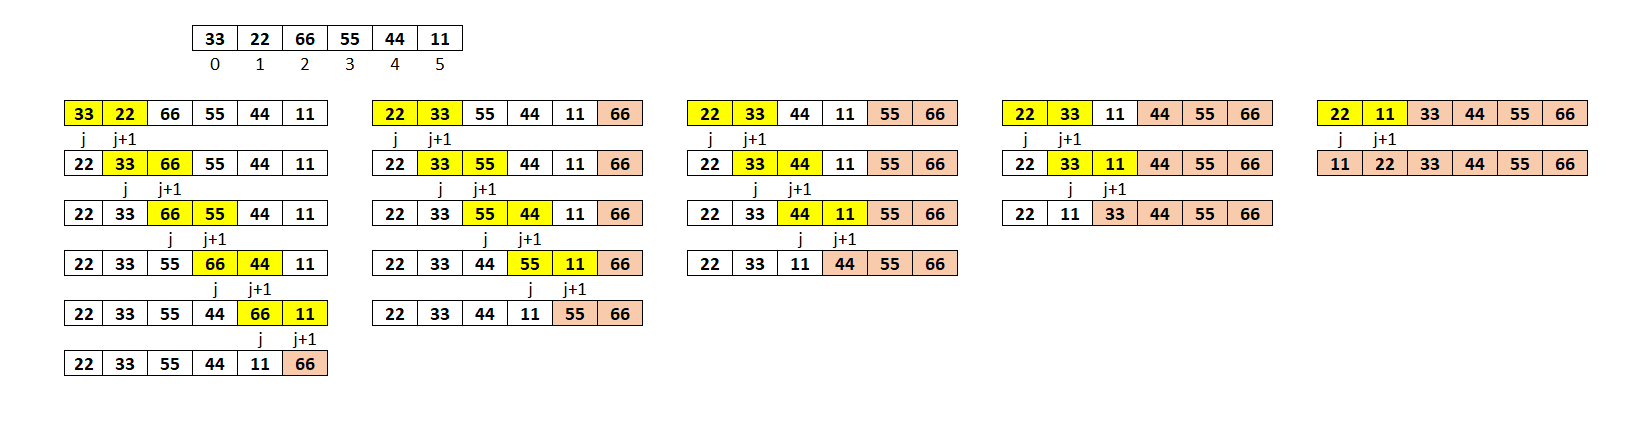 33 22 66 55 44 11
0 1 2 3 4 5
33 22 66 55 44 11
j j+1
22 33 66 55 44 11
j j+1
22 33 66 55 44 11
j j+1
22 33 55 66 44 11
j j+1
22 33 55 44 66 11
j j+1
22 33 55 44 11 66
22 33 55 44 11 66
j j+1
22 33 55 44 11 66
j j+1
22 33 55 44 11 66
j j+1
22 33 44 55 11 66
j j+1
22 33 44 11 55 66
22 33 44 11 55 66
j j+1
22 33 44 11 55 66
j j+1
22 33 44 11 55 66
j j+1
22 33 11 44 55 66
22 33 11 44 55 66
j j+1
22 33 11 44 55 66
j j+1
22 11 33 44 55 66
22 11 33 44 55 66
j j+1
11 22 33 44 55 66